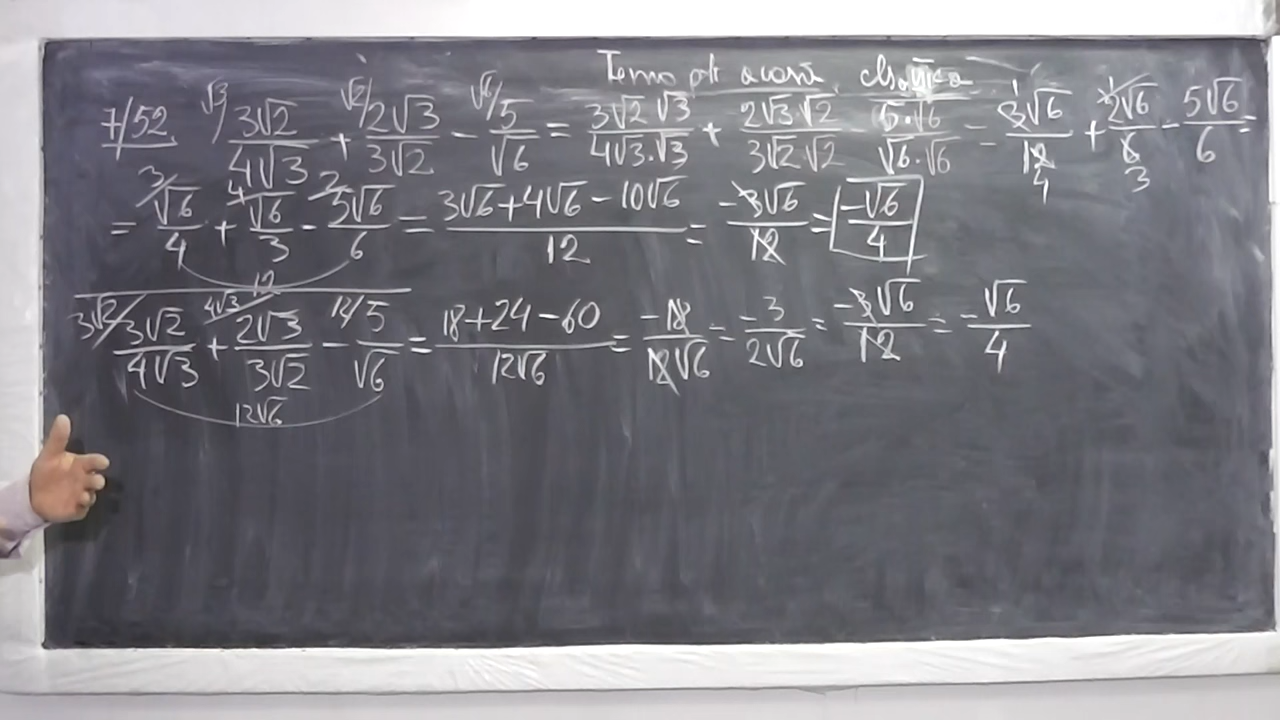 Tema de acasă
7/52 √3/ 3√2/4√3 + √2/ 2√3/3√2 - √6/ 5/√6 = 3√2 √3/4√3·√3 + 2√3 √2/3√2 √2 - 5·√6/√6·√6 = 3√6/12 + 2√6/6 - 5√6/6 =
= 3/ √6/4 + 4/ √6/3 - 2/ 5√6/6 = 3√6+4√6-10√6/12 = -3√6/12 = -√6/4
12
3√2/ 3√2/4√3 + 4√3/ 2√3/3√2 - 12/ 5/√6 = 18+24-60/12√6 = -18/12√6 = -3/2√6 = -3√6/12 = -√6/4
12√6